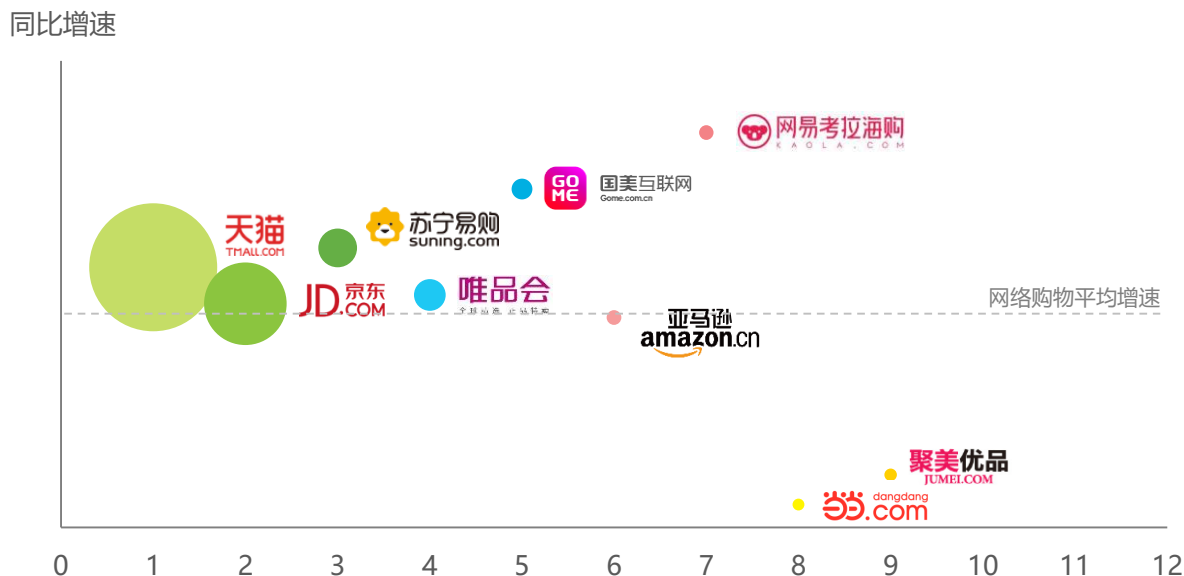 同比增速
网易考拉海购
KAOLA.COM
GO
ME
国美互联网
Gome.com.cn
天猫
TMALL.COM
苏宁易购
suning.com
JD
京东
.COM
唯品会
网络购物平均增速
亚马逊
amazon.cn
聚美优品
JUMEI.COM
当当
dangdang
.com
0 1 2 3 4 5 6 7 8 9 10 11 12